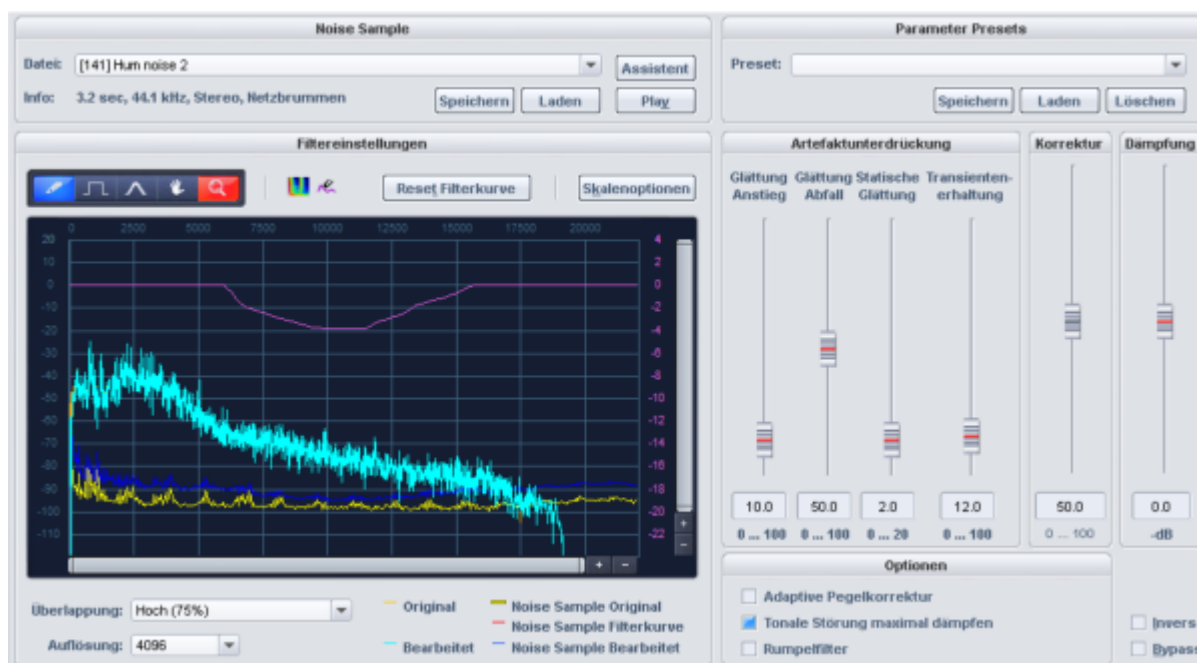 Noise Sample
Datei: [141] Hum noise 2
Assistent
Info: 3.2 sec, 44.1 kHz, Stereo, Netzbrummen
Speichern Laden Play
Parameter Presets
Preset:
Speichern Laden Löschen
Filtereinstellungen
Reset Filterkurve Skalenoptionen
0 2500 5000 7500 10000 12500 15000 17500 20000
20 4
10 2
0 0
-10 -2
-20 -4
-30 -6
-40 -8
-50 -10
-60 -12
-70 -14
-80 -16
-90 -18
-100 -20
-110 -22
+ −
+ −
Überlappung: Hoch (75%)
Auflösung: 4096
Original Noise Sample Original
Noise Sample Filterkurve
Bearbeitet Noise Sample Bearbeitet
Artefaktunterdrückung
Glättung Anstieg
Glättung Abfall
Statische Glättung
Transienten-
erhaltung
10.0 50.0 2.0 12.0
0 ... 100 0 ... 100 0 ... 20 0 ... 100
Korrektur
50.0
0 ... 100
Dämpfung
0.0
-dB
Optionen
Adaptive Pegelkorrektur
Tonale Störung maximal dämpfen
Rumpelfilter
Invers
Bypass